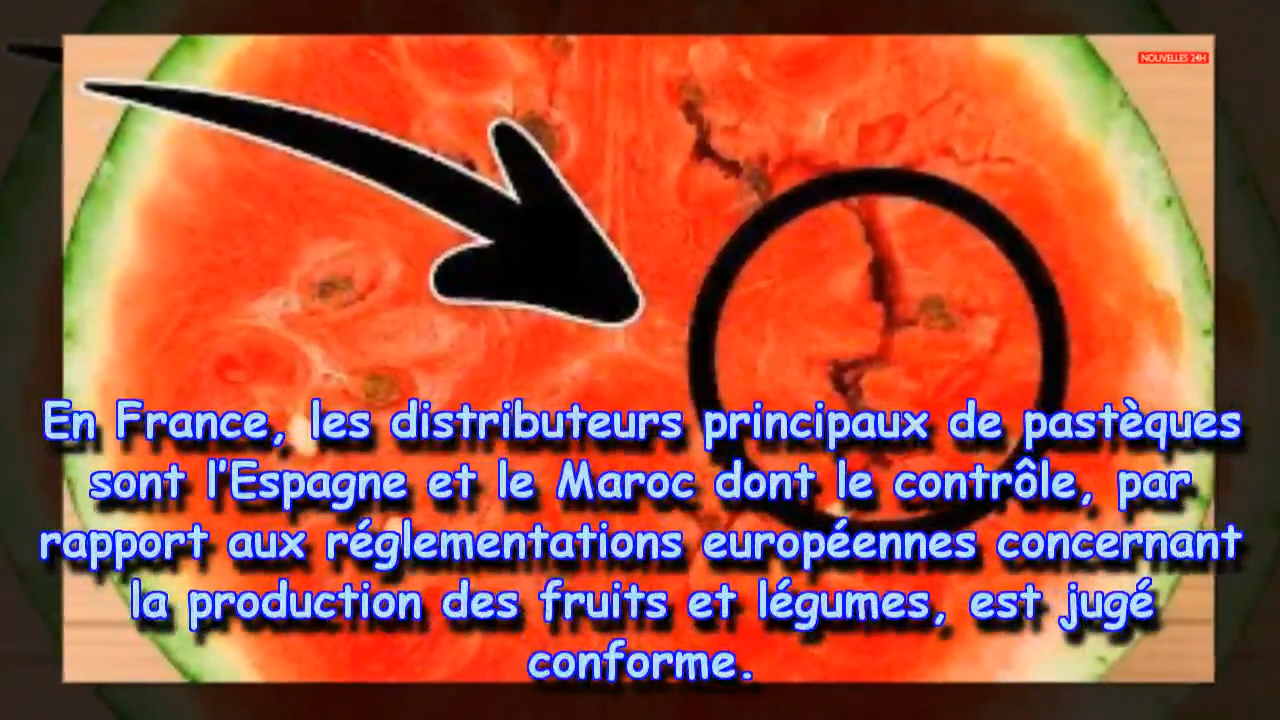 NOUVELLES 24H
En France, les distributeurs principaux de pastèques
sont l'Espagne et le Maroc dont le contrôle, par
rapport aux réglementations européennes concernant
la production des fruits et légumes, est jugé
conforme.